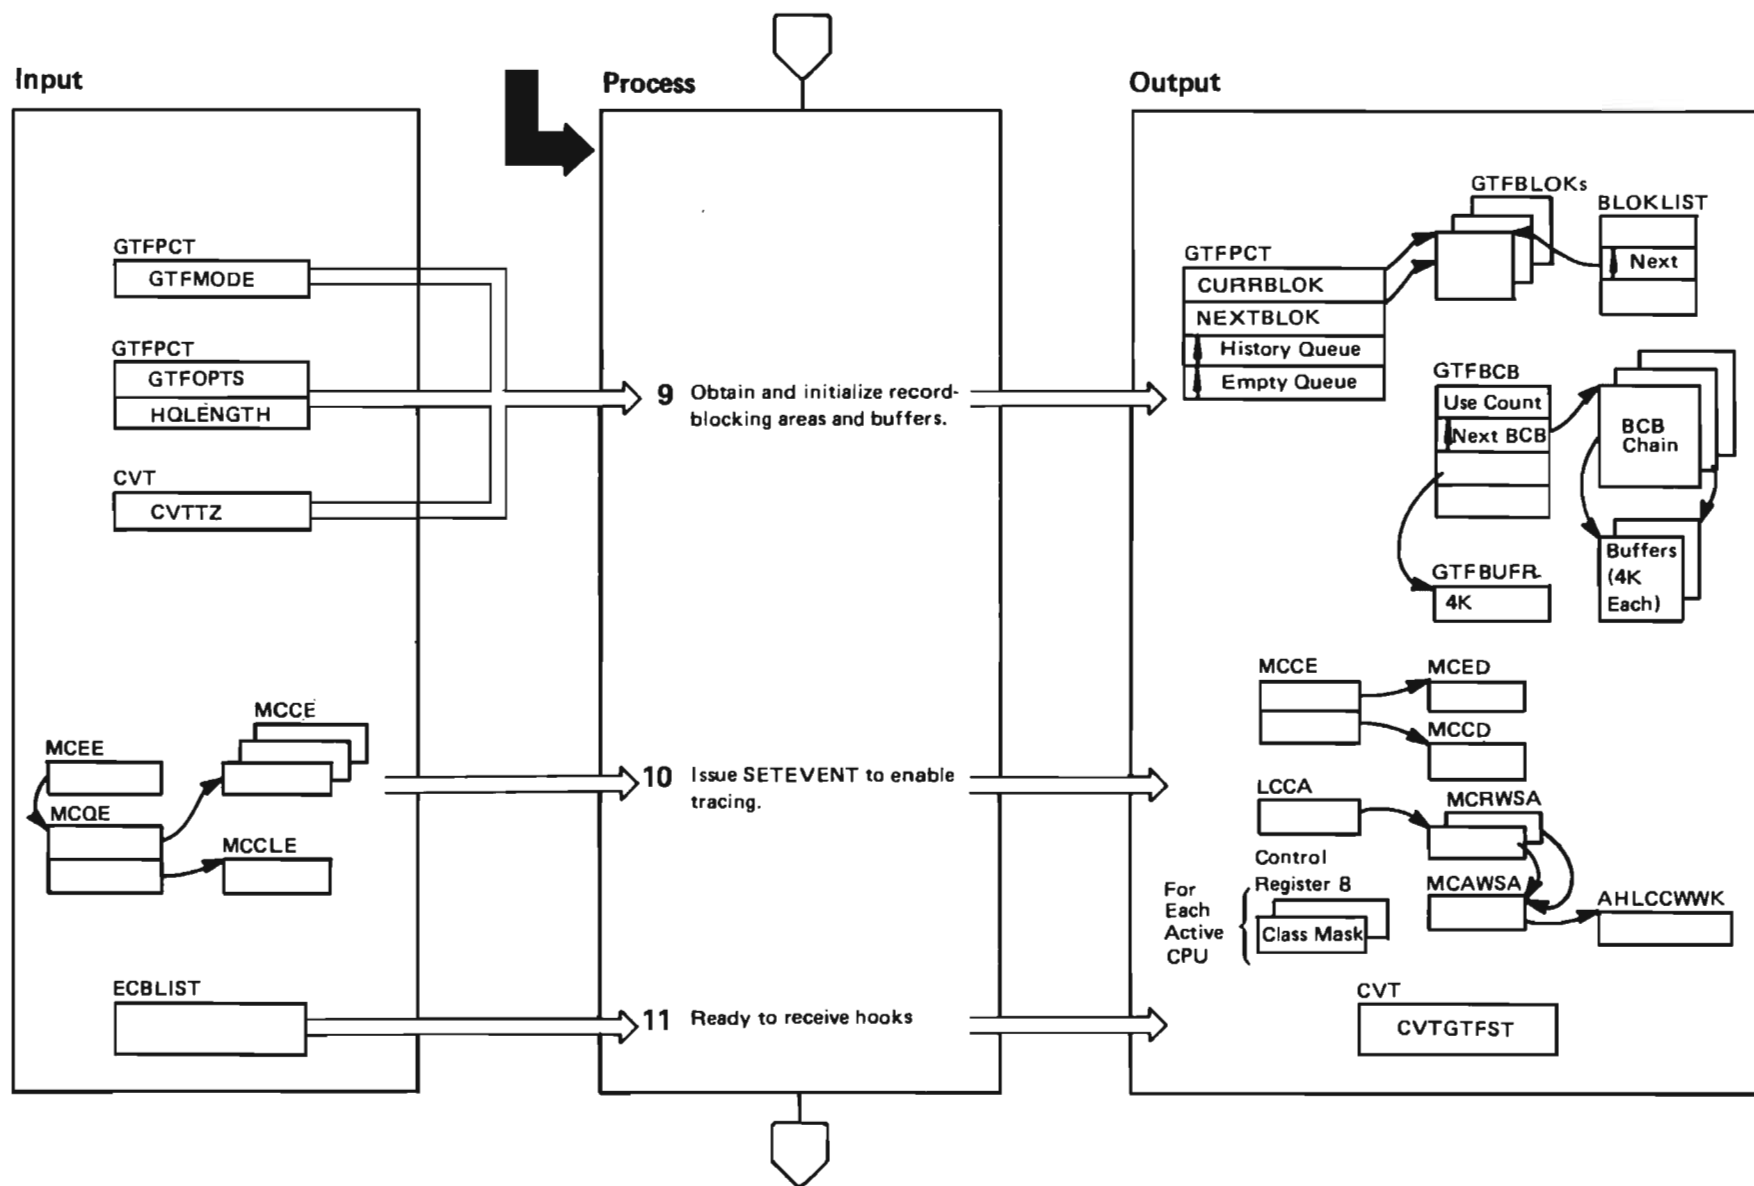 Input
Process
Output
GTFPCT
GTFMODE
GTFPCT
GTFOPTS
HQLENGTH
CVT
CVTTZ
MCEE
MCQE
MCCE
MCCLE
ECBLIST
9 Obtain and initialize record-
blocking areas and buffers.
10 Issue SETEVENT to enable
tracing.
11 Ready to receive hooks
GTFPCT
CURRBLOK
NEXTBLOK
History Queue
Empty Queue
GTFBLOKs
BLOKLIST
Next
GTFBCB
Use Count
Next BCB
BCB
Chain
GTFBUFR
4K
Buffers
(4K
Each)
MCCE
MCED
MCCD
LCCA
MCRWSA
MCAWSA
AHLCCWWK
For
Each
Active
CPU
Control
Register 8
Class Mask
CVT
CVTGTFST